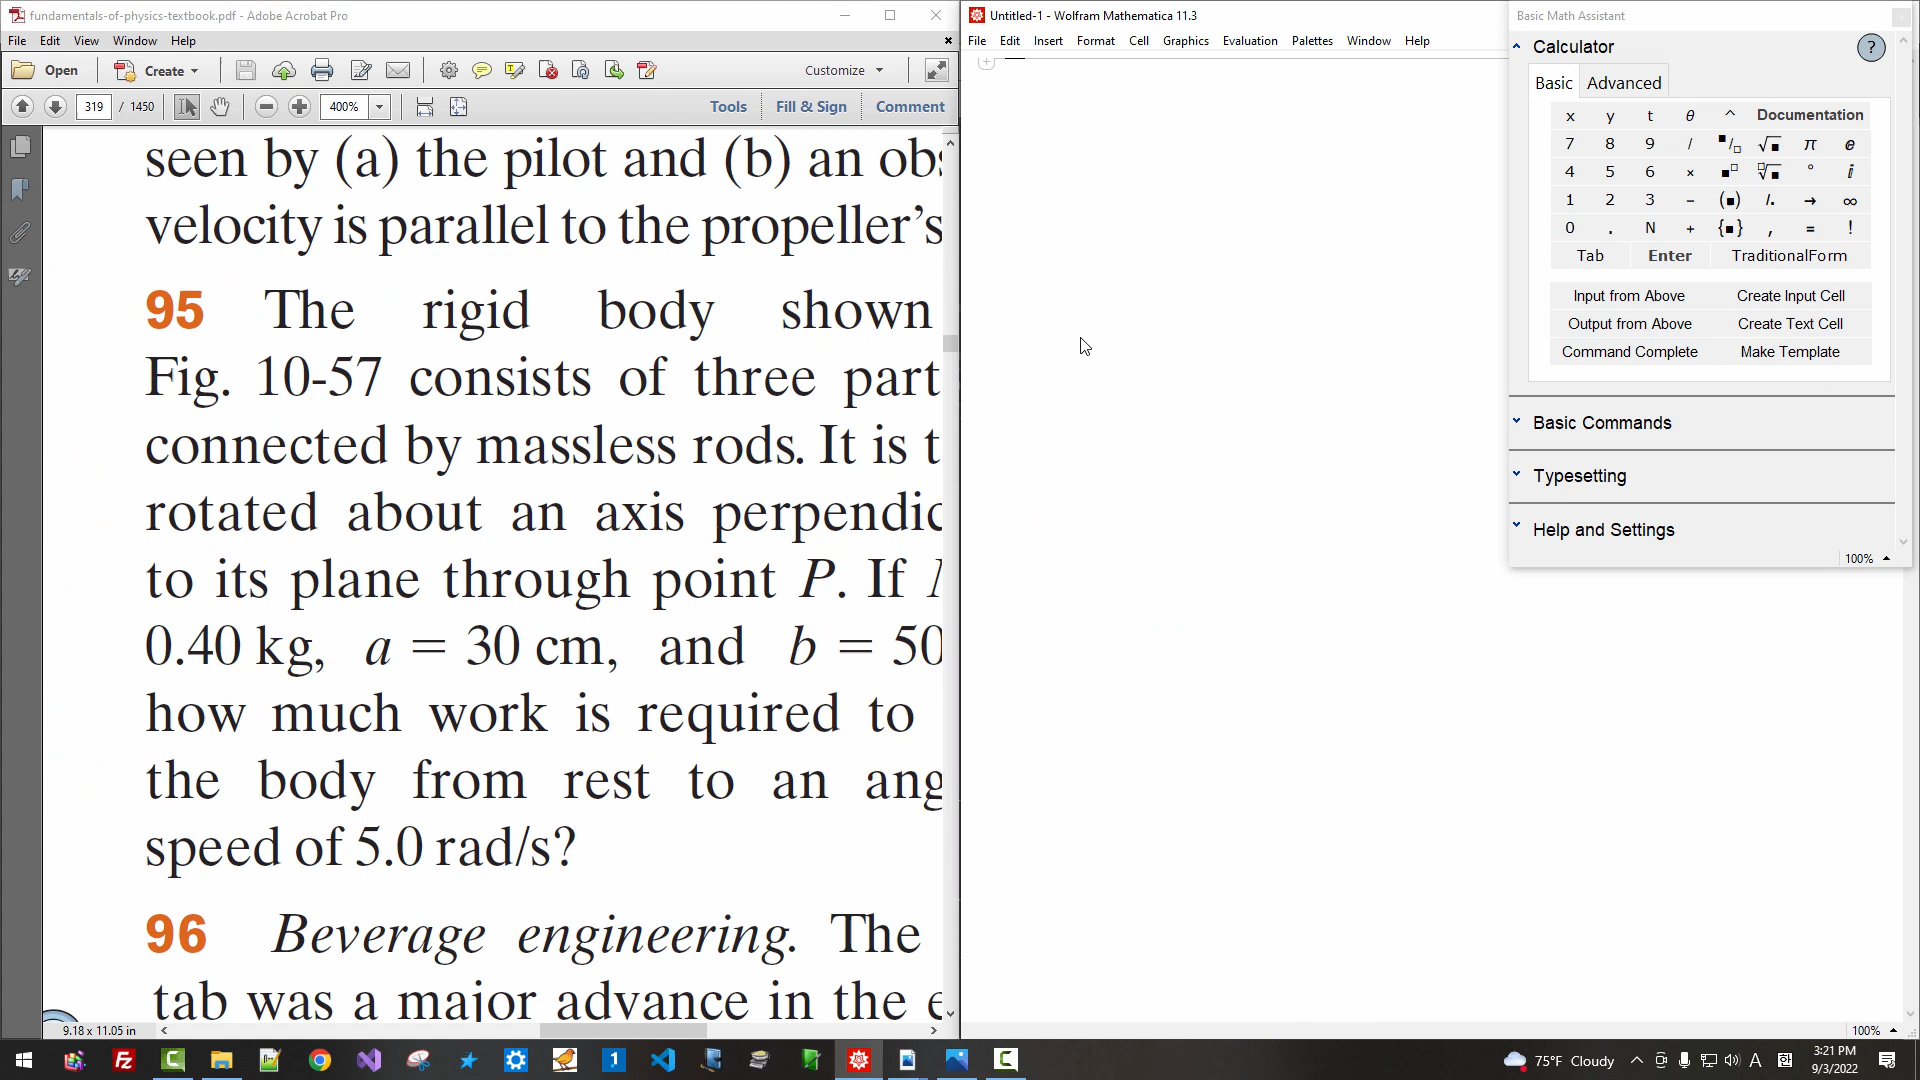 fundamentals-of-physics-textbook.pdf - Adobe Acrobat Pro
File Edit View Window Help
Open Create Customize
319 / 1450 400% Tools Fill & Sign Comment
seen by (a) the pilot and (b) an obs
velocity is parallel to the propeller's
95 The rigid body shown
Fig. 10-57 consists of three part
connected by massless rods. It is t
rotated about an axis perpendic
to its plane through point P. If
0.40 kg, a = 30 cm, and b = 50
how much work is required to
the body from rest to an ang
speed of 5.0 rad/s?
96 Beverage engineering. The
tab was a major advance in the e
9.18 x 11.05 in
Untitled-1 - Wolfram Mathematica 11.3
File Edit Insert Format Cell Graphics Evaluation Palettes Window Help
100%
Basic Math Assistant
Calculator
?
Basic Advanced
x y t θ ^ Documentation
7 8 9 / ■/□ √■ π e
4 5 6 × ■□ □√■ ° i
1 2 3 − (■) /. → ∞
0 . N + {■} , = !
Tab Enter TraditionalForm
Input from Above Create Input Cell
Output from Above Create Text Cell
Command Complete Make Template
Basic Commands
Typesetting
Help and Settings
100%
1
75°F Cloudy A 한 3:21 PM
9/3/2022